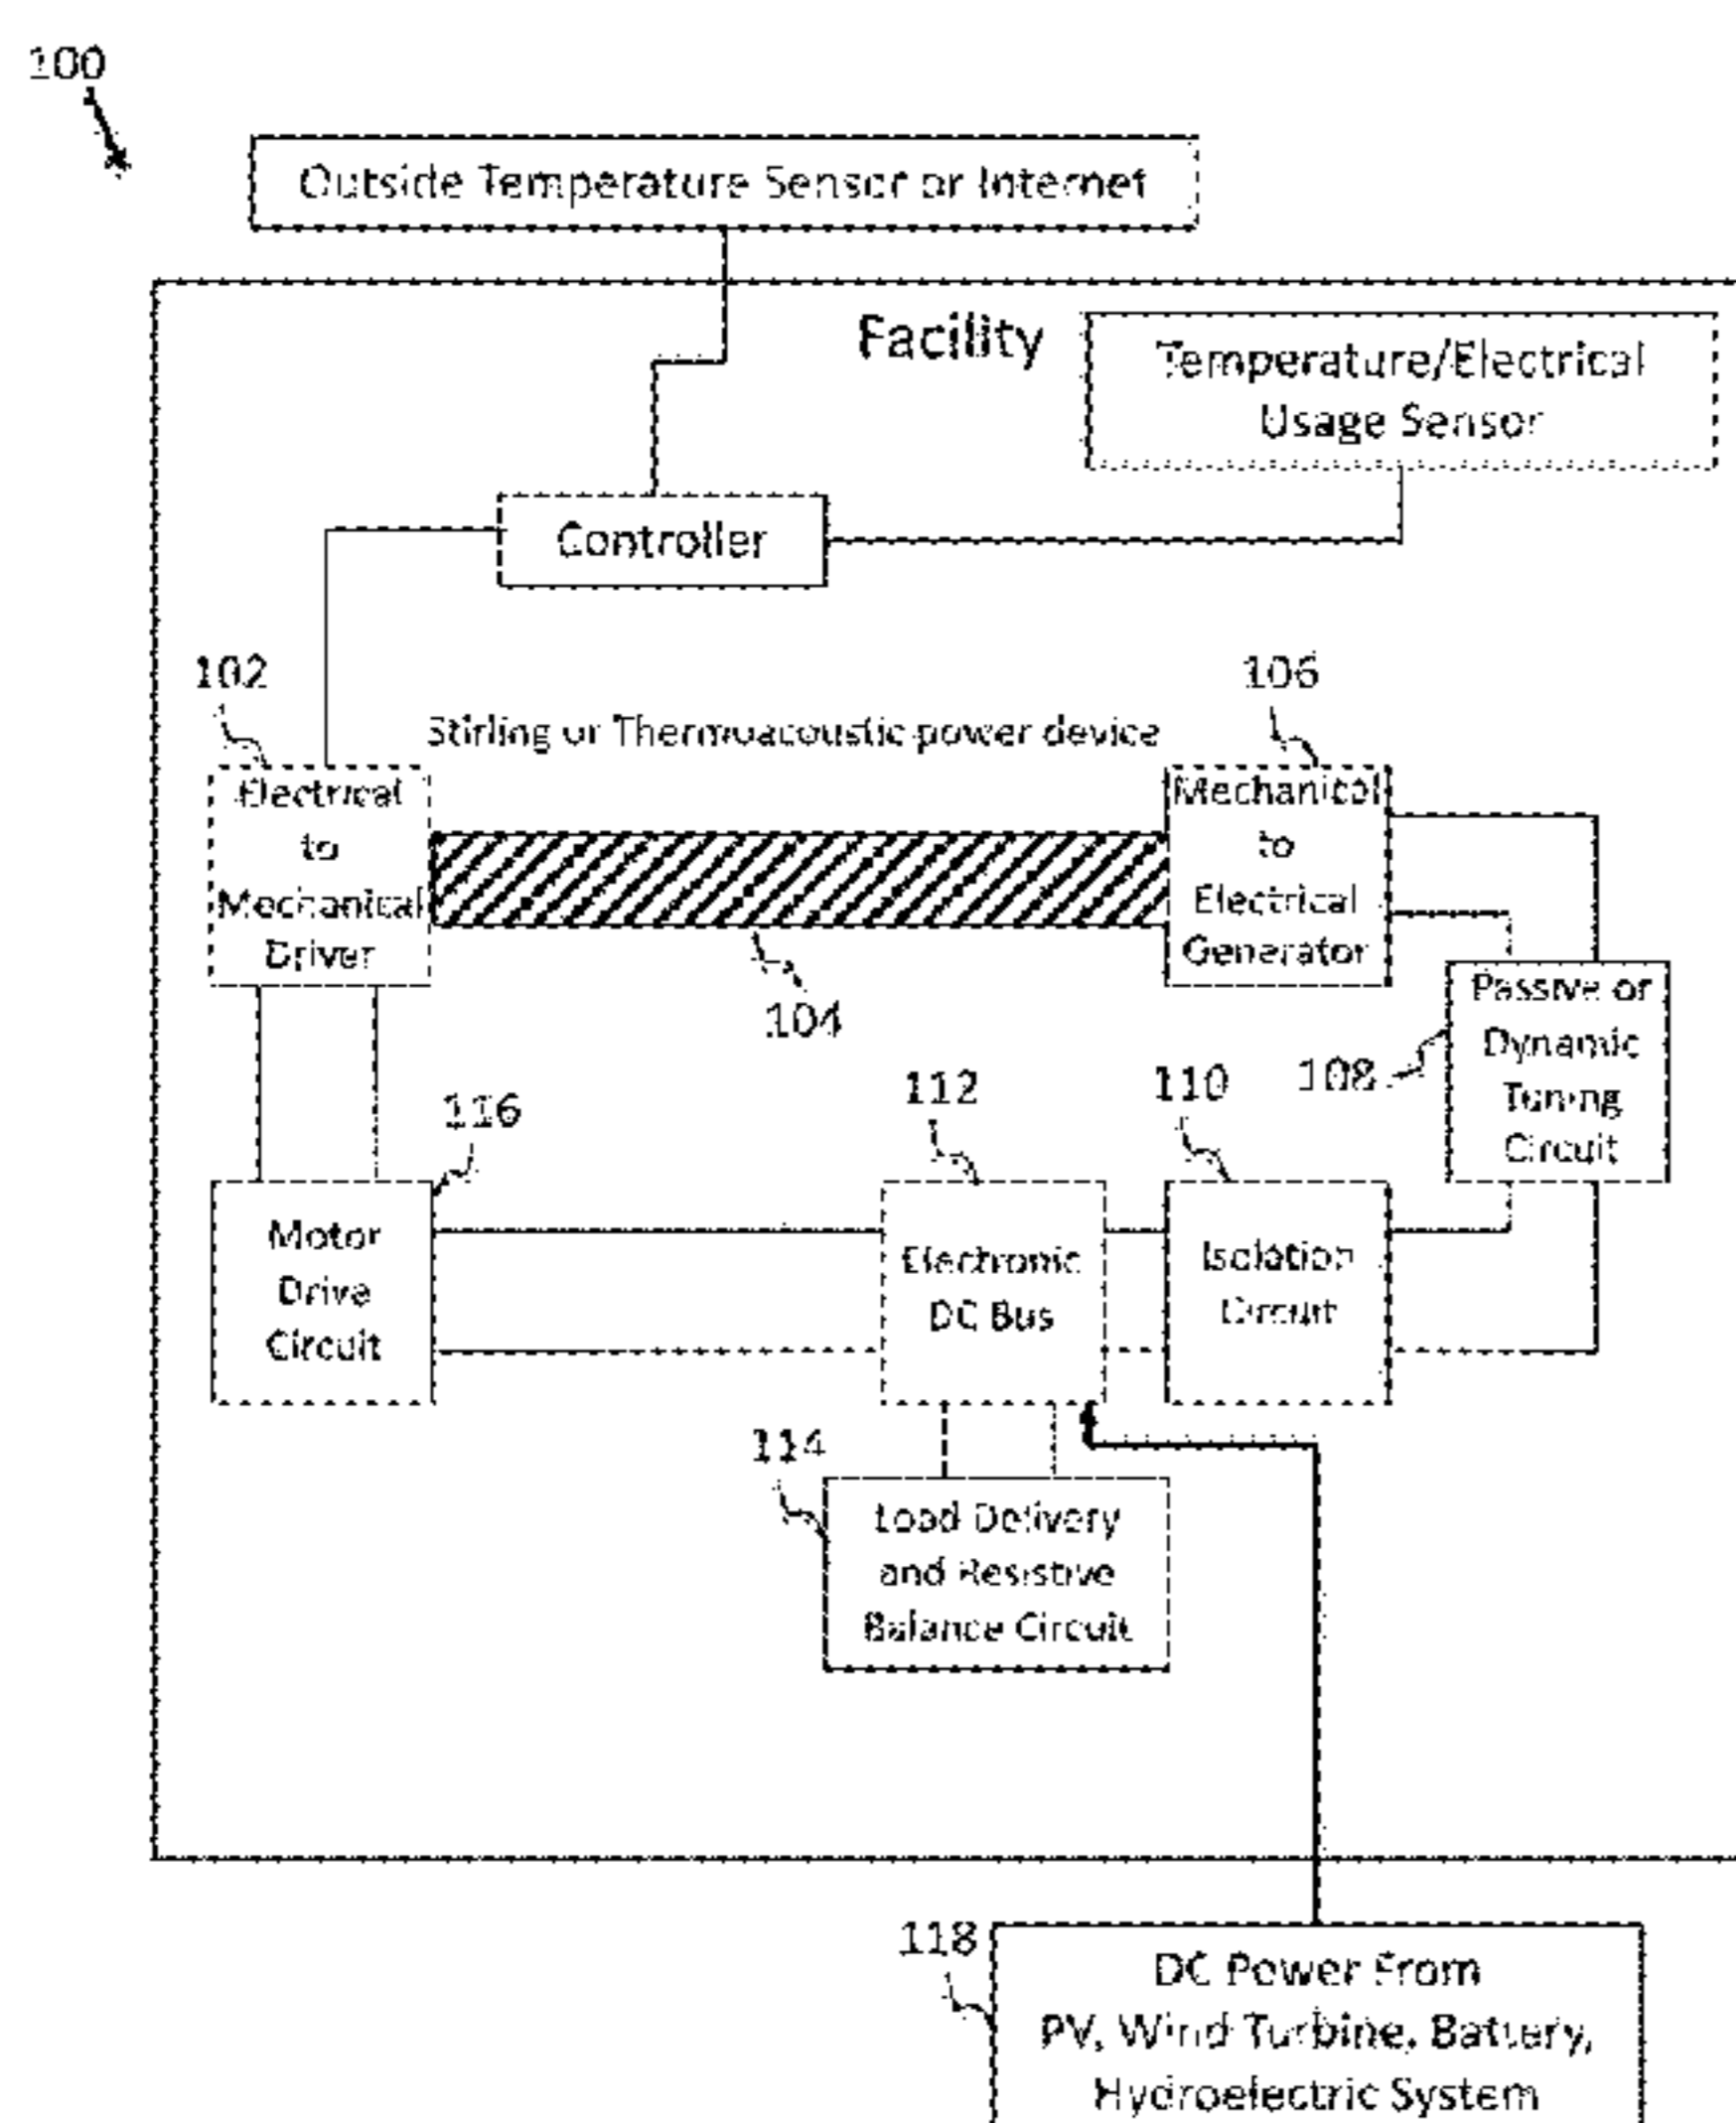 100
Outside Temperature Sensor or Internet
Facility
Temperature/Electrical
Usage Sensor
Controller
102
106
Stirling or Thermoacoustic power device
Electrical
to
Mechanical
Driver
Mechanical
to
Electrical
Generator
104
Passive or
Dynamic
Tuning
Circuit
108
116
112
110
Motor
Drive
Circuit
Electronic
DC Bus
Isolation
Circuit
114
Load Delivery
and Resistive
Balance Circuit
118
DC Power From
PV, Wind Turbine, Battery,
Hydroelectric System